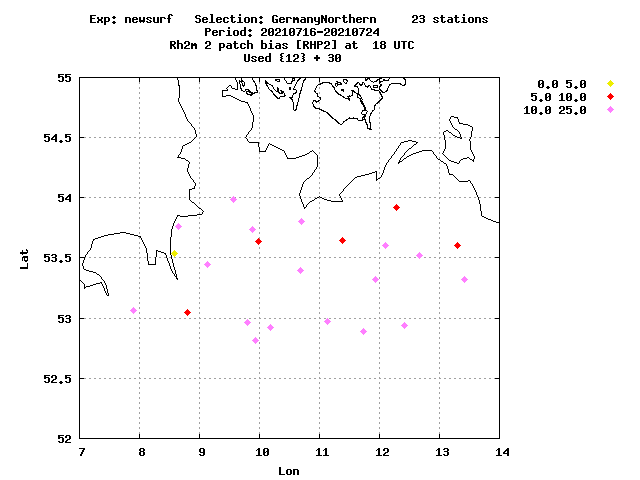 Exp: newsurf   Selection: GermanyNorthern     23 stations
Period: 20210716-20210724
Rh2m 2 patch bias [RHP2] at  18 UTC
Used {12} + 30
0.0 5.0
5.0 10.0
10.0 25.0
55
54.5
54
53.5
53
52.5
52
Lat
7 8 9 10 11 12 13 14
Lon